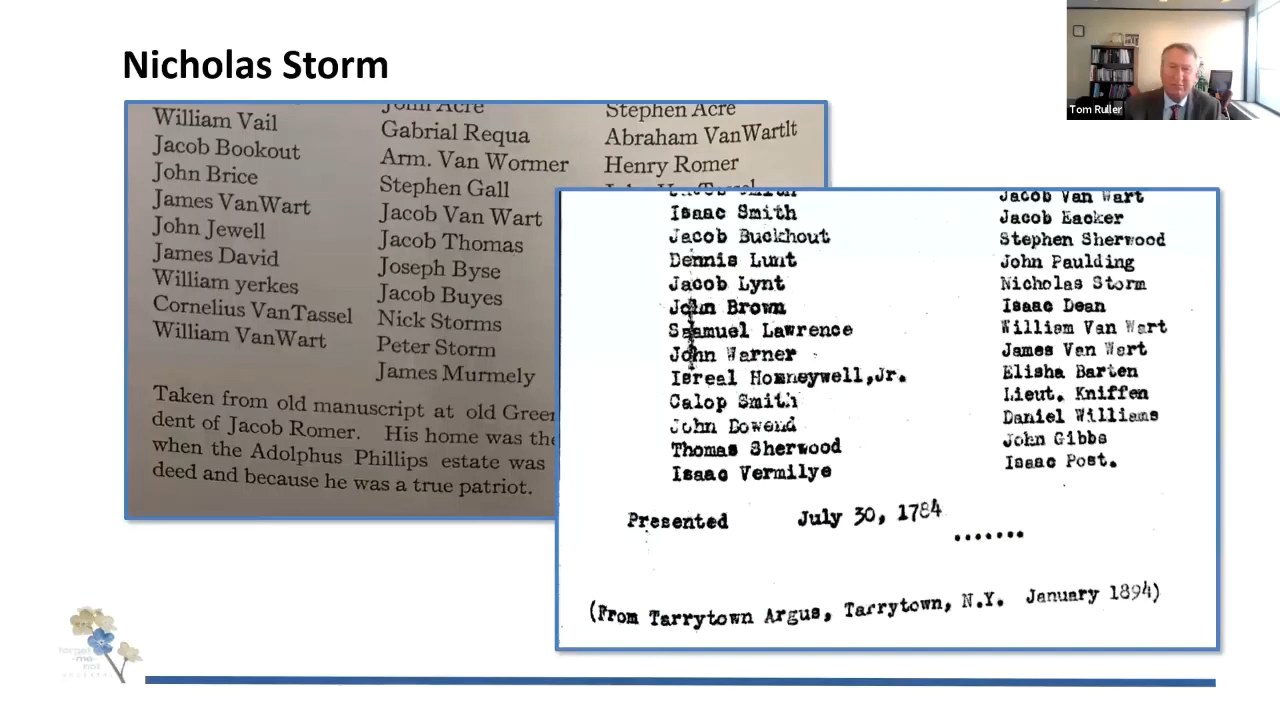 Nicholas Storm
Tom Ruller
John Acre
Stephen Acre
William Vail
Gabrial Requa
Abraham VanWartlt
Jacob Bookout
Arm. Van Wormer
Henry Romer
John Brice
Stephen Gall
James VanWart
Jacob Van Wart
John Jewell
Jacob Thomas
James David
Joseph Byse
William yerkes
Jacob Buyes
Cornelius VanTassel
Nick Storms
William VanWart
Peter Storm
James Murmely
Taken from old manuscript at old Green
dent of Jacob Romer. His home was the
when the Adolphus Phillips estate was
deed and because he was a true patriot.
Smith
Jacob Van Wart
Isaac Smith
Jacob Eacker
Jacob Buckhout
Stephen Sherwood
Dennis Lunt
John Paulding
Jacob Lynt
Nicholas Storm
John Brown
Isaac Dean
Samuel Lawrence
William Van Wart
John Warner
James Van Wart
Isreal Honneywell,Jr.
Elisha Barten
Calop Smith
Lieut. Kniffen
John Dowend
Daniel Williams
Thomas Sherwood
John Gibbs
Isaac Vermilye
Isaac Post.
Presented July 30, 1784
.......
(From Tarrytown Argus, Tarrytown, N.Y. January 1894)
forget
-me-
not